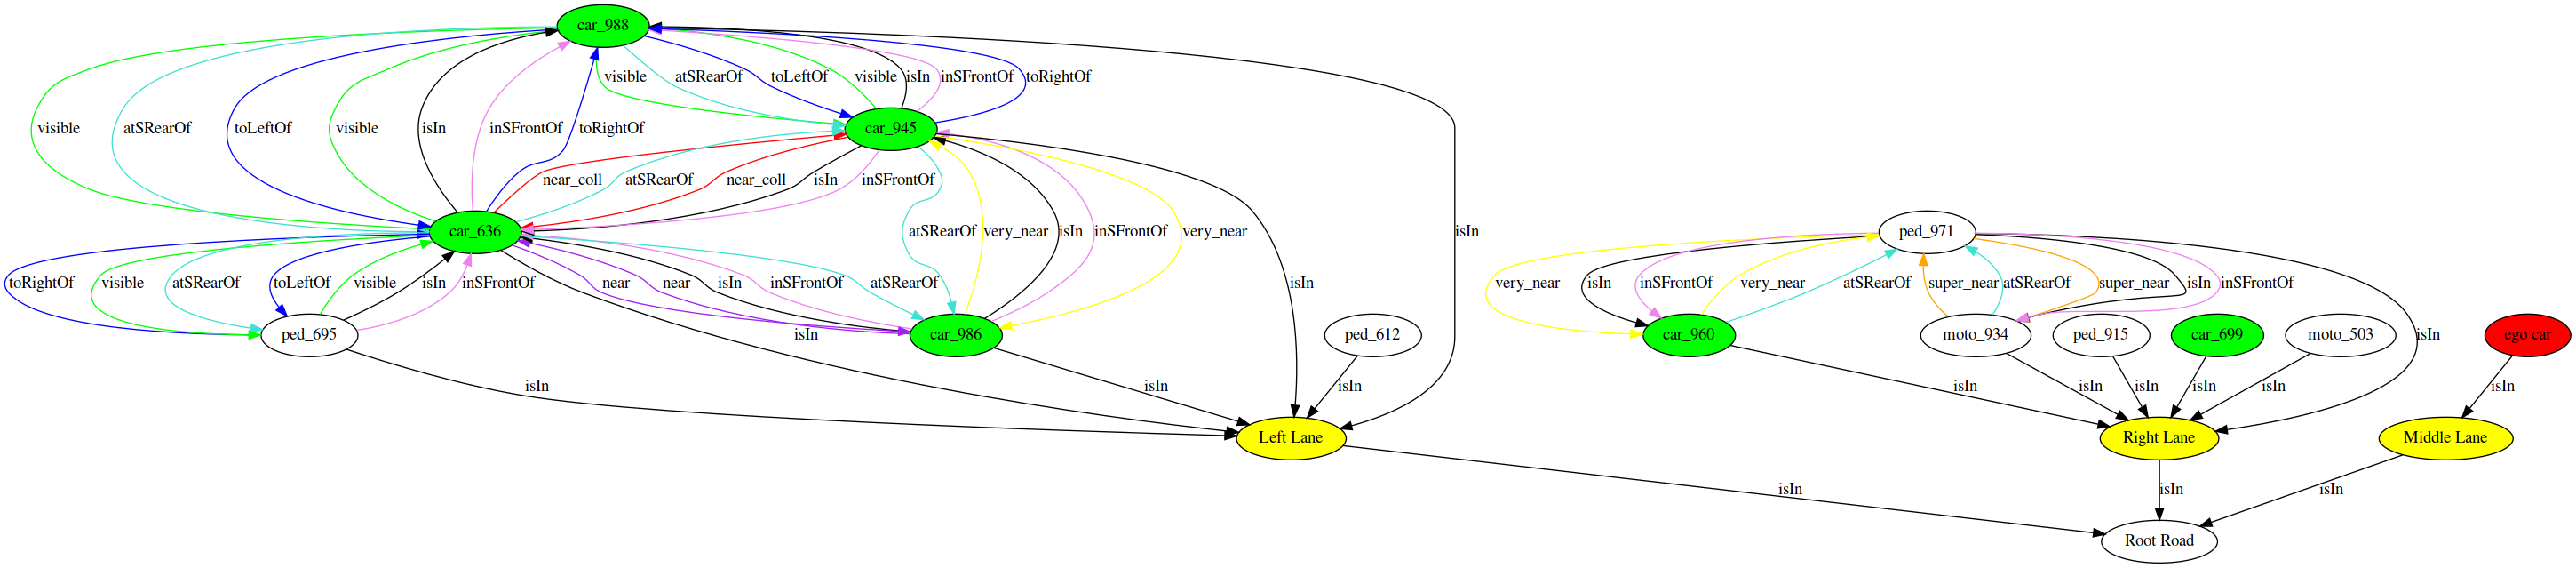 car_988
visible atSRearOf toLeftOf visible isIn inSFrontOf toRightOf
visible atSRearOf toLeftOf visible isIn inSFrontOf toRightOf
car_945
near_coll atSRearOf near_coll isIn inSFrontOf
car_636 atSRearOf very_near isIn inSFrontOf very_near isIn ped_971
toRightOf visible atSRearOf toLeftOf visible isIn inSFrontOf near near isIn inSFrontOf atSRearOf isIn very_near isIn inSFrontOf very_near atSRearOf super_near atSRearOf super_near isIn inSFrontOf
ped_695 isIn car_986 ped_612 car_960 moto_934 ped_915 car_699 moto_503 isIn ego car
isIn isIn isIn isIn isIn isIn isIn isIn isIn
Left Lane Right Lane Middle Lane
isIn isIn isIn
Root Road